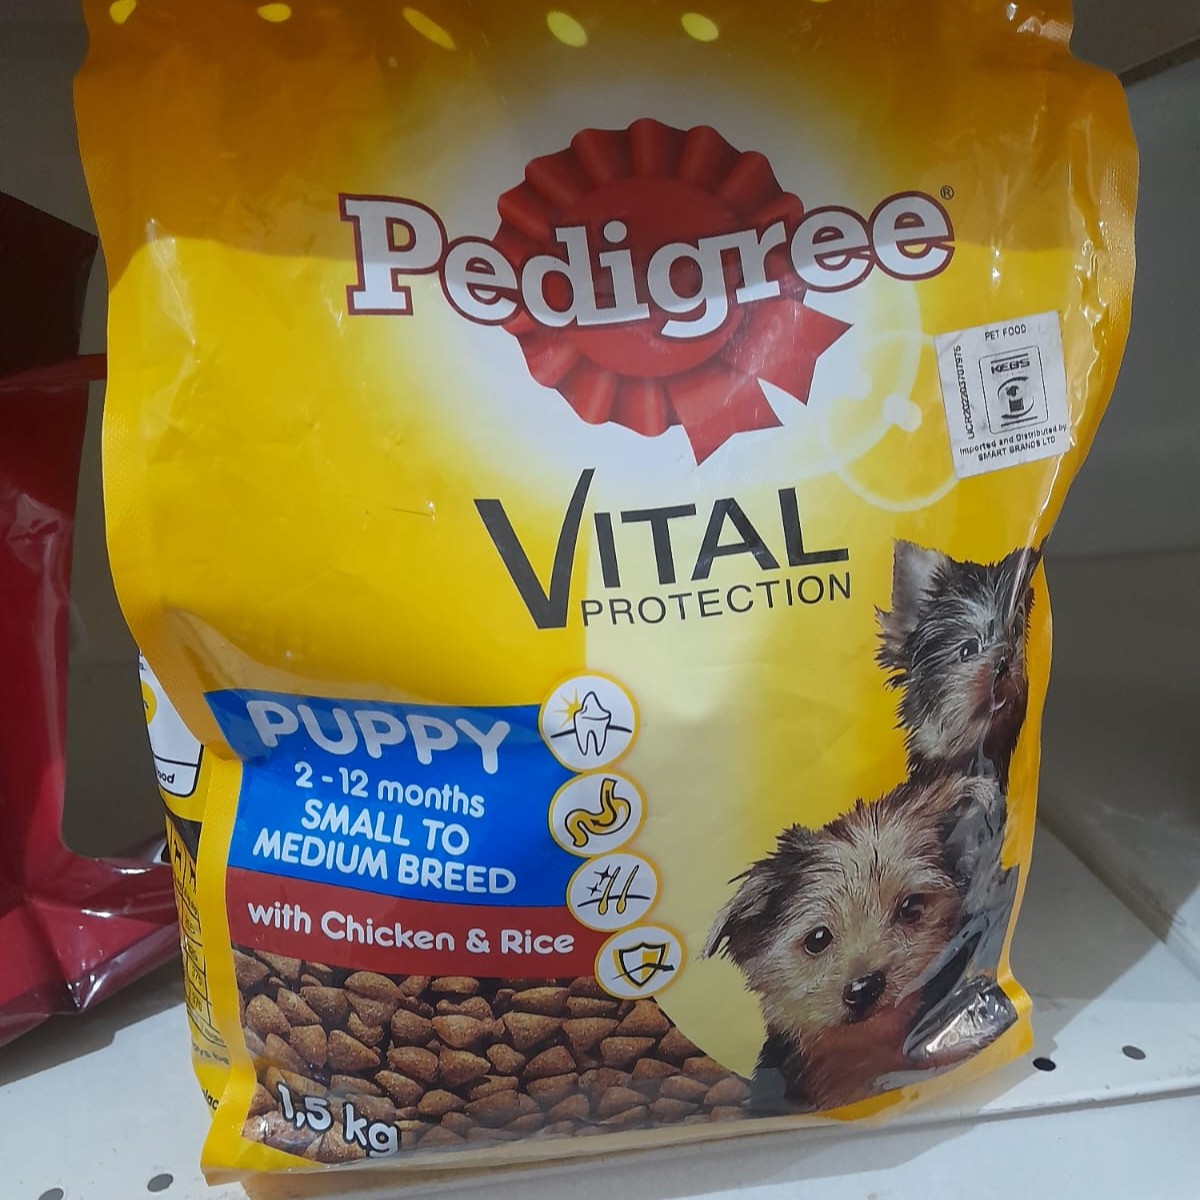 Pedigree®
PET FOOD
KEBS
UCR202203707975
Imported and Distributed by
SMART BRANDS LTD
VITAL
PROTECTION
PUPPY
2 - 12 months
SMALL TO
MEDIUM BREED
with Chicken & Rice
1,5 kg